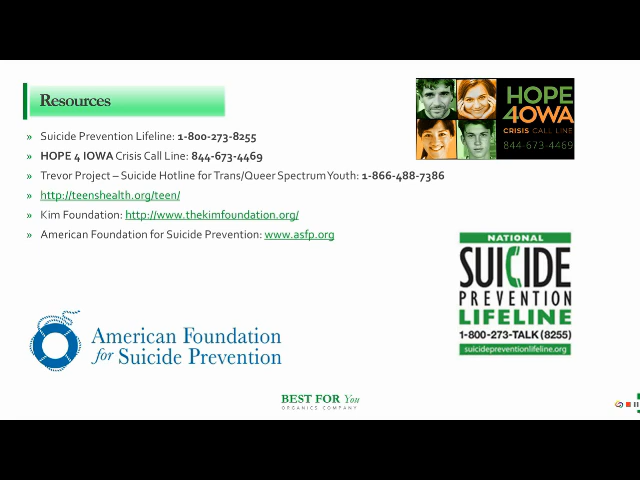 Resources
» Suicide Prevention Lifeline: 1-800-273-8255
» HOPE 4 IOWA Crisis Call Line: 844-673-4469
» Trevor Project – Suicide Hotline for Trans/Queer Spectrum Youth: 1-866-488-7386
» http://teenshealth.org/teen/
» Kim Foundation: http://www.thekimfoundation.org/
» American Foundation for Suicide Prevention: www.asfp.org
HOPE
4OWA
CRISIS CALL LINE
844-673-4469
NATIONAL
SUICIDE
PREVENTION
LIFELINE
1-800-273-TALK (8255)
suicidepreventionlifeline.org
American Foundation
for Suicide Prevention
BEST FOR You
ORGANICS COMPANY